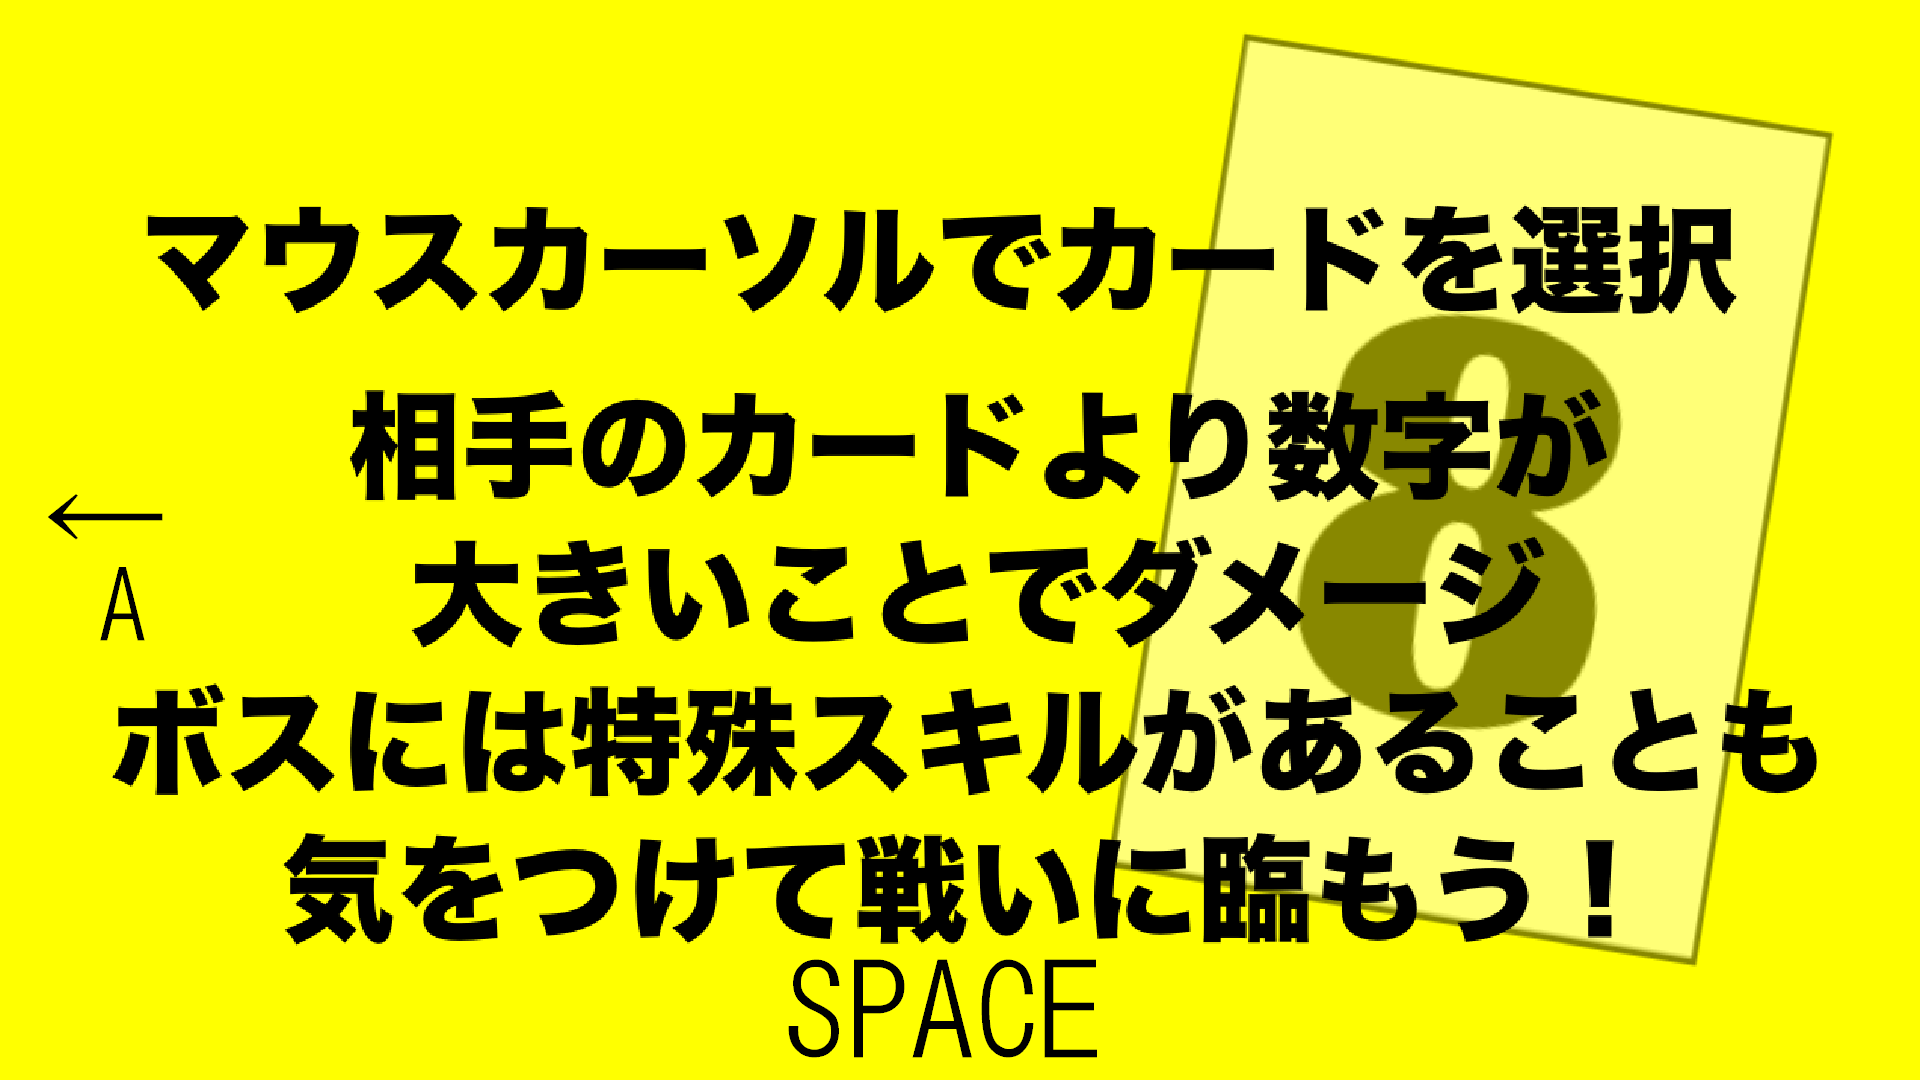 マウスカーソルでカードを選択
相手のカードより数字が
大きいことでダメージ
ボスには特殊スキルがあることも
気をつけて戦いに臨もう！
←
A
8
SPACE